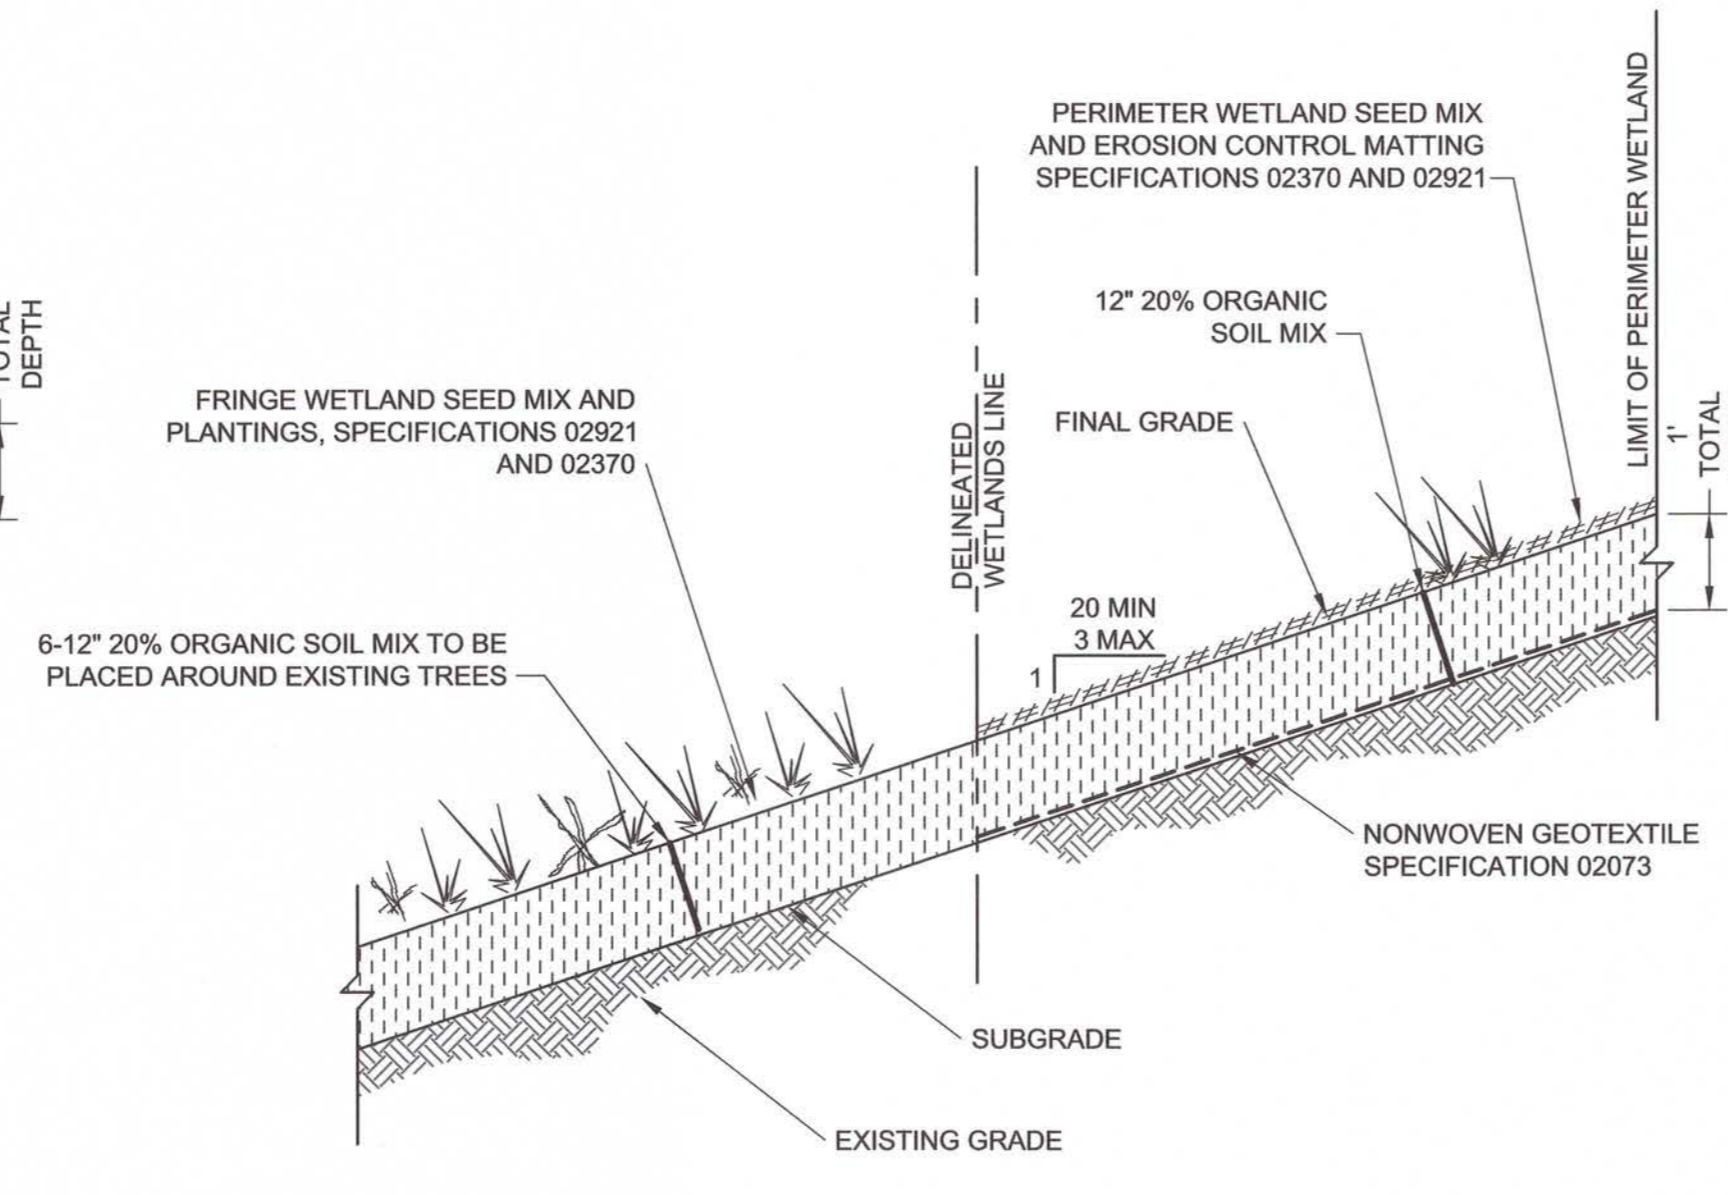 TOTAL
DEPTH
PERIMETER WETLAND SEED MIX
AND EROSION CONTROL MATTING
SPECIFICATIONS 02370 AND 02921
LIMIT OF PERIMETER WETLAND
12" 20% ORGANIC
SOIL MIX
FRINGE WETLAND SEED MIX AND
PLANTINGS, SPECIFICATIONS 02921
AND 02370
DELINEATED
WETLANDS LINE
FINAL GRADE
1'
TOTAL
20 MIN
3 MAX
1
6-12" 20% ORGANIC SOIL MIX TO BE
PLACED AROUND EXISTING TREES
NONWOVEN GEOTEXTILE
SPECIFICATION 02073
SUBGRADE
EXISTING GRADE